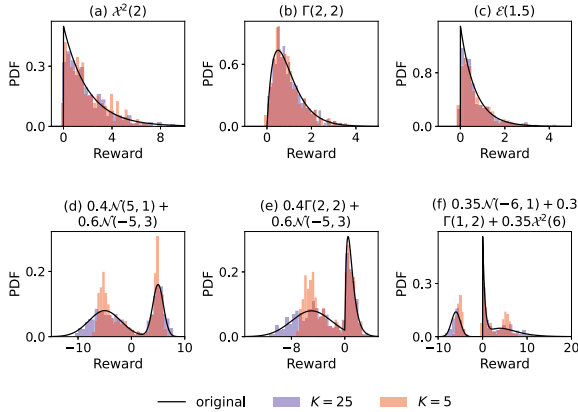 (a) 𝒳²(2)
(b) Γ(2, 2)
(c) ℰ(1.5)
PDF
0.3
0.0
0
5
Reward
PDF
0.6
0.0
0
2
4
Reward
PDF
0.8
0.0
0
2
4
Reward
(d) 0.4𝒩(5, 1) +
0.6𝒩(−5, 3)
(e) 0.4Γ(2, 2) +
0.6𝒩(−5, 3)
(f) 0.35𝒩(−6, 1) + 0.3
Γ(1, 2) + 0.35𝒳²(6)
PDF
0.2
0.0
−10
0
10
Reward
PDF
0.2
0.0
−8
0
Reward
PDF
0.3
0.0
−10
0
10
20
Reward
original
K = 25
K = 5